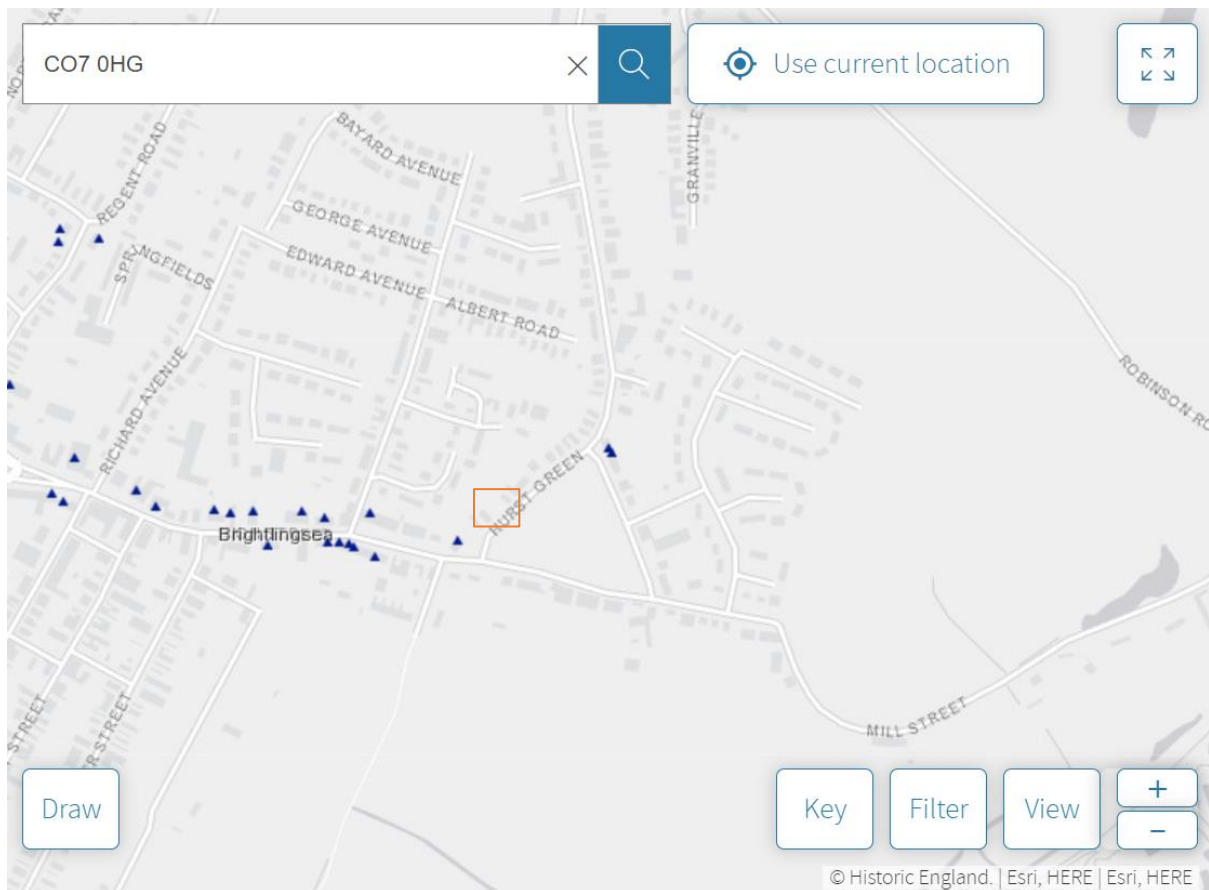 CO7 0HG
Use current location
BAYARD AVENUE
REGENT ROAD
GRANVILLE
GEORGE AVENUE
SPRINGFIELDS
EDWARD AVENUE
ALBERT ROAD
ROBINSON RO
RICHARD AVENUE
HURST GREEN
Brightlingsea
MILL STREET
STREET
ER STREET
Draw
Key
Filter
View
+
−
© Historic England. | Esri, HERE | Esri, HERE